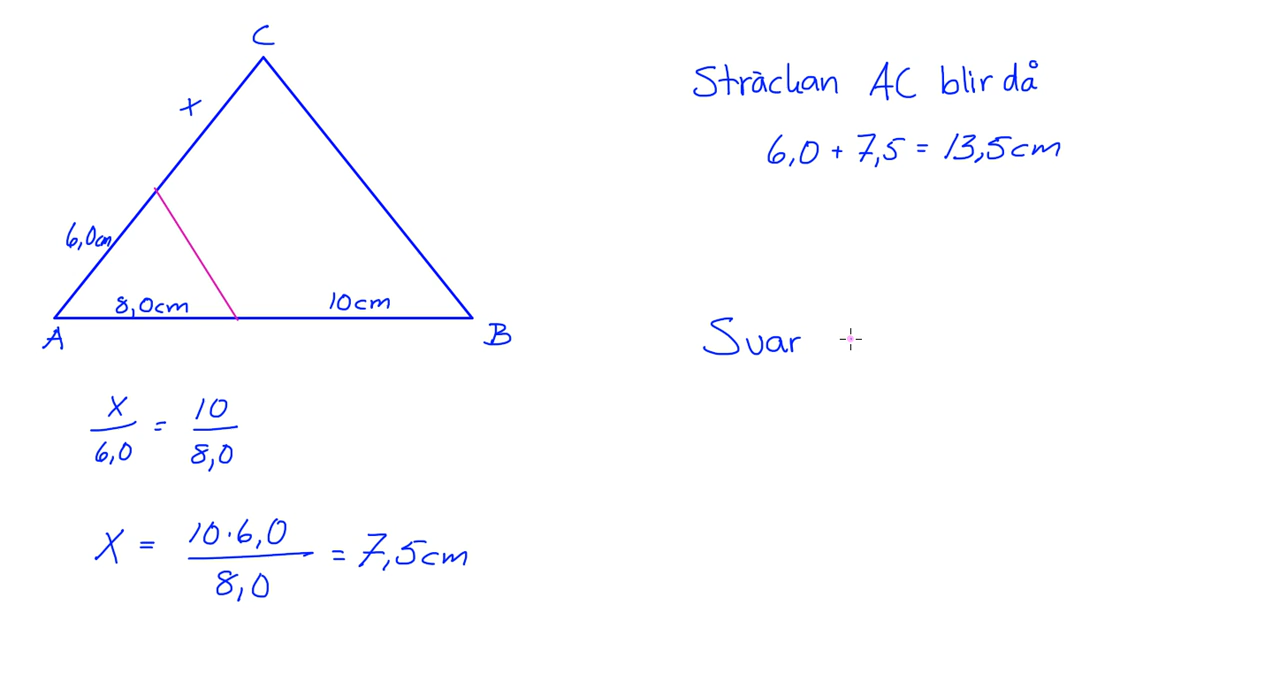 C
x
6,0cm
8,0cm
10cm
A
B
x/6,0 = 10/8,0
x = 10·6,0/8,0 = 7,5cm
Sträckan AC blir då
6,0 + 7,5 = 13,5cm
Svar